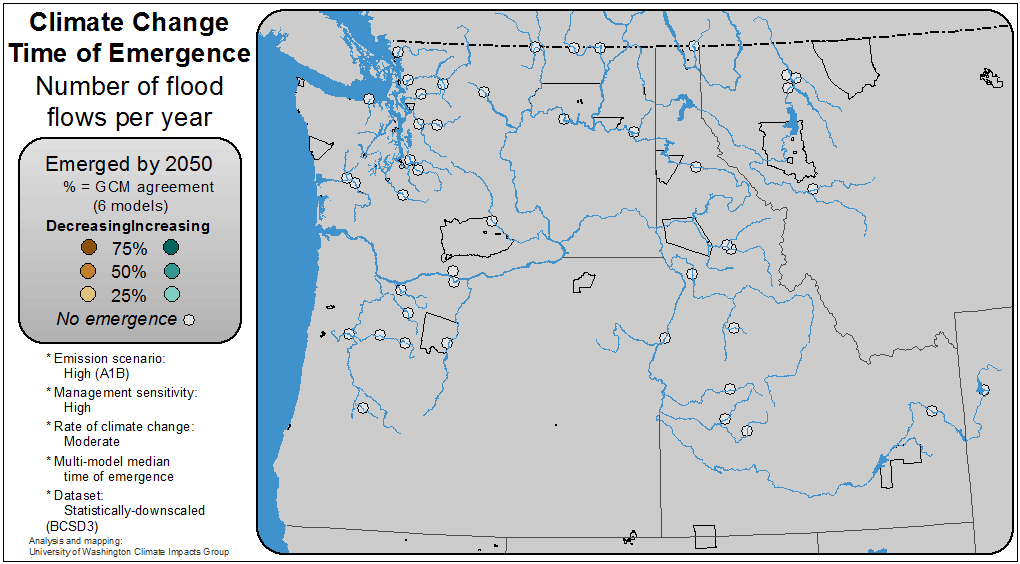 Climate Change
Time of Emergence
Number of flood
flows per year
Emerged by 2050
% = GCM agreement
(6 models)
DecreasingIncreasing
75%
50%
25%
No emergence
* Emission scenario:
High (A1B)
* Management sensitivity:
High
* Rate of climate change:
Moderate
* Multi-model median
time of emergence
* Dataset:
Statistically-downscaled
(BCSD3)
Analysis and mapping:
University of Washington Climate Impacts Group